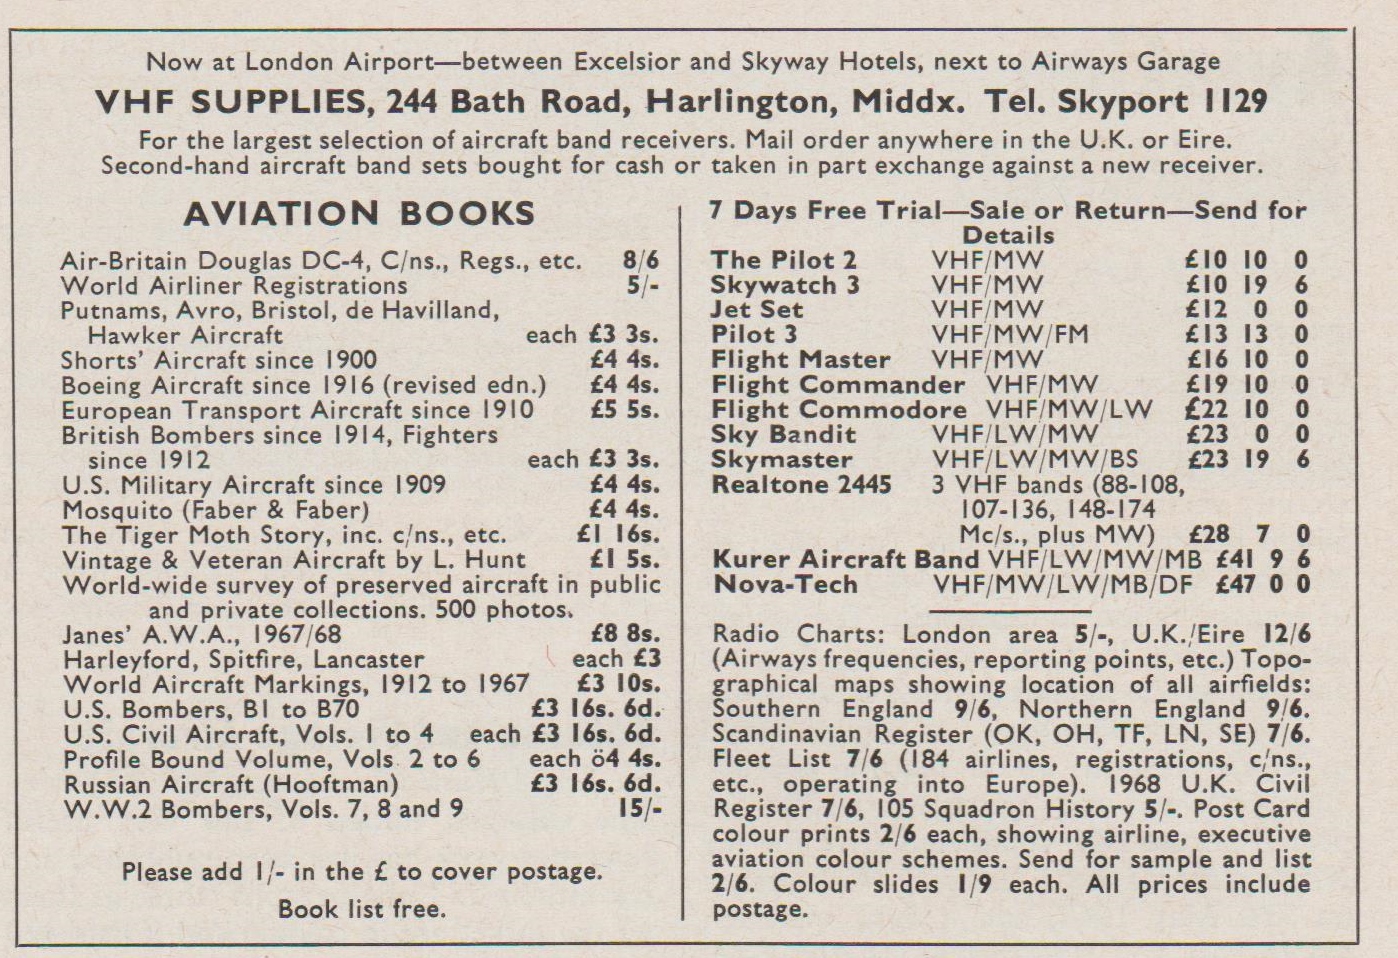 Now at London Airport—between Excelsior and Skyway Hotels, next to Airways Garage
VHF SUPPLIES, 244 Bath Road, Harlington, Middx. Tel. Skyport 1129
For the largest selection of aircraft band receivers. Mail order anywhere in the U.K. or Eire.
Second-hand aircraft band sets bought for cash or taken in part exchange against a new receiver.
AVIATION BOOKS
Air-Britain Douglas DC-4, C/ns., Regs., etc. 8/6
World Airliner Registrations 5/-
Putnams, Avro, Bristol, de Havilland,
Hawker Aircraft each £3 3s.
Shorts' Aircraft since 1900 £4 4s.
Boeing Aircraft since 1916 (revised edn.) £4 4s.
European Transport Aircraft since 1910 £5 5s.
British Bombers since 1914, Fighters
since 1912 each £3 3s.
U.S. Military Aircraft since 1909 £4 4s.
Mosquito (Faber & Faber) £4 4s.
The Tiger Moth Story, inc. c/ns., etc. £1 16s.
Vintage & Veteran Aircraft by L. Hunt £1 5s.
World-wide survey of preserved aircraft in public
and private collections. 500 photos.
Janes' A.W.A., 1967/68 £8 8s.
Harleyford, Spitfire, Lancaster each £3
World Aircraft Markings, 1912 to 1967 £3 10s.
U.S. Bombers, B1 to B70 £3 16s. 6d.
U.S. Civil Aircraft, Vols. 1 to 4 each £3 16s. 6d.
Profile Bound Volume, Vols. 2 to 6 each ö4 4s.
Russian Aircraft (Hooftman) £3 16s. 6d.
W.W.2 Bombers, Vols. 7, 8 and 9 15/-
Please add 1/- in the £ to cover postage.
Book list free.
7 Days Free Trial—Sale or Return—Send for
Details
The Pilot 2 VHF/MW £10 10 0
Skywatch 3 VHF/MW £10 19 6
Jet Set VHF/MW £12 0 0
Pilot 3 VHF/MW/FM £13 13 0
Flight Master VHF/MW £16 10 0
Flight Commander VHF/MW £19 10 0
Flight Commodore VHF/MW/LW £22 10 0
Sky Bandit VHF/LW/MW £23 0 0
Skymaster VHF/LW/MW/BS £23 19 6
Realtone 2445 3 VHF bands (88-108,
107-136, 148-174
Mc/s., plus MW) £28 7 0
Kurer Aircraft Band VHF/LW/MW/MB £41 9 6
Nova-Tech VHF/MW/LW/MB/DF £47 0 0
Radio Charts: London area 5/-, U.K./Eire 12/6
(Airways frequencies, reporting points, etc.) Topo-
graphical maps showing location of all airfields:
Southern England 9/6, Northern England 9/6.
Scandinavian Register (OK, OH, TF, LN, SE) 7/6.
Fleet List 7/6 (184 airlines, registrations, c/ns.,
etc., operating into Europe). 1968 U.K. Civil
Register 7/6, 105 Squadron History 5/-. Post Card
colour prints 2/6 each, showing airline, executive
aviation colour schemes. Send for sample and list
2/6. Colour slides 1/9 each. All prices include
postage.